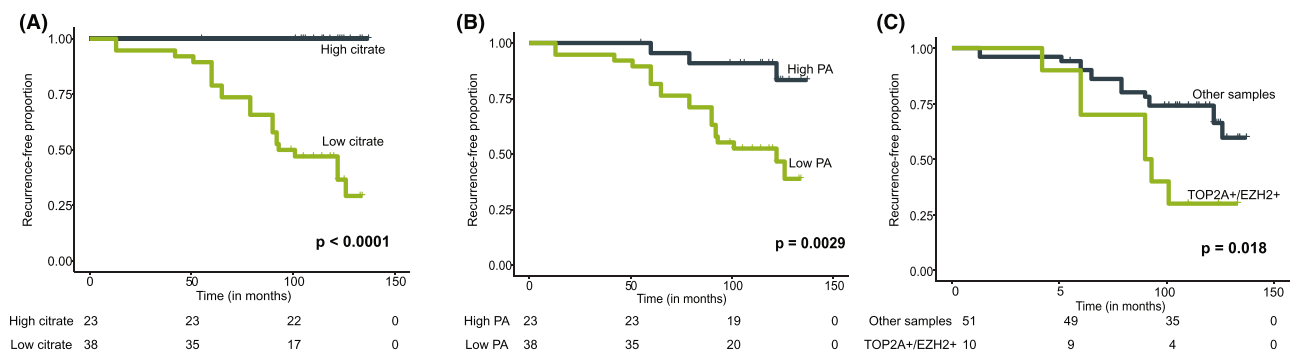 (A)
Recurrence-free proportion
1.00
0.75
0.50
0.25
0.00
High citrate
Low citrate
p < 0.0001
0 50 100 150
Time (in months)
High citrate 23 23 22 0
Low citrate 38 35 17 0
(B)
Recurrence-free proportion
1.00
0.75
0.50
0.25
0.00
High PA
Low PA
p = 0.0029
0 50 100 150
Time (in months)
High PA 23 23 19 0
Low PA 38 35 20 0
(C)
Recurrence-free proportion
1.00
0.75
0.50
0.25
0.00
Other samples
TOP2A+/EZH2+
p = 0.018
0 5 100 150
Time (in months)
Other samples 51 49 35 0
TOP2A+/EZH2+ 10 9 4 0